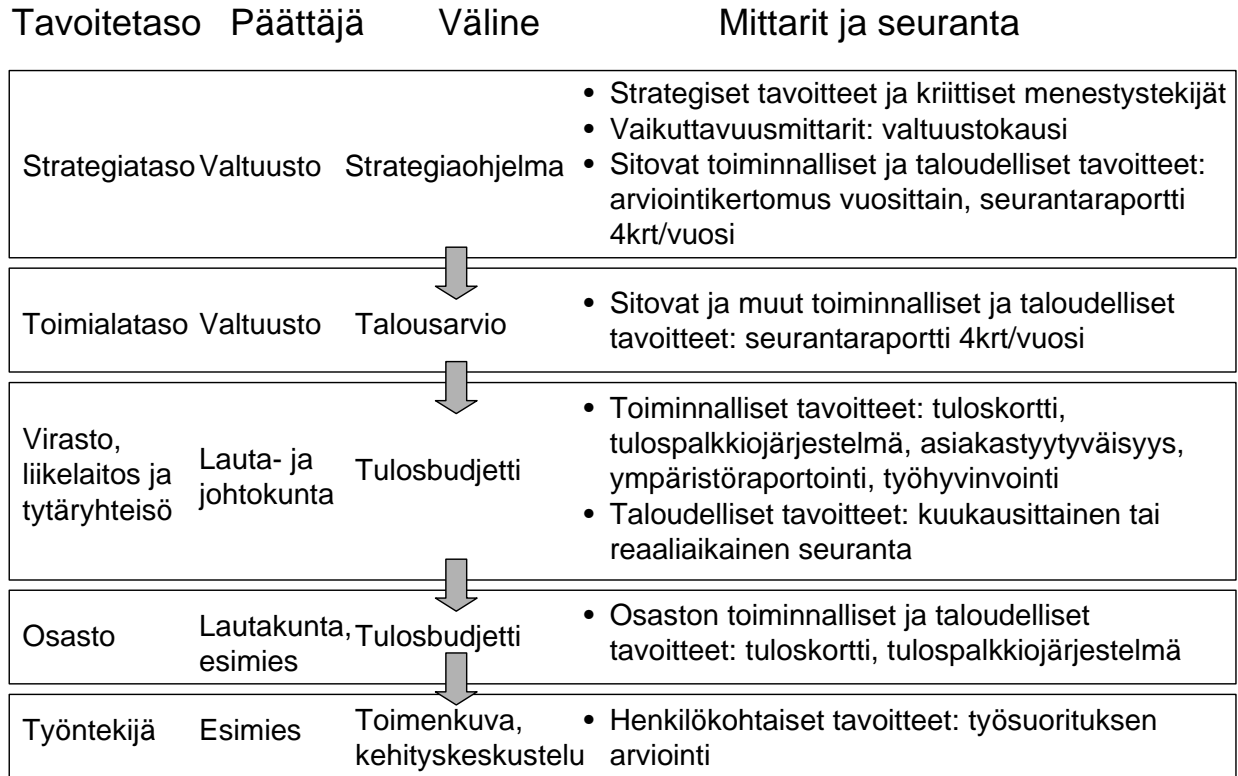 Tavoitetaso Päättäjä Väline Mittarit ja seuranta
Strategiataso Valtuusto Strategiaohjelma
• Strategiset tavoitteet ja kriittiset menestystekijät
• Vaikuttavuusmittarit: valtuustokausi
• Sitovat toiminnalliset ja taloudelliset tavoitteet:
arviointikertomus vuosittain, seurantaraportti
4krt/vuosi
Toimialataso Valtuusto Talousarvio
• Sitovat ja muut toiminnalliset ja taloudelliset
tavoitteet: seurantaraportti 4krt/vuosi
Virasto,
liikelaitos ja
tytäryhteisö
Lauta- ja
johtokunta
Tulosbudjetti
• Toiminnalliset tavoitteet: tuloskortti,
tulospalkkiojärjestelmä, asiakastyytyväisyys,
ympäristöraportointi, työhyvinvointi
• Taloudelliset tavoitteet: kuukausittainen tai
reaaliaikainen seuranta
Osasto
Lautakunta,
esimies
Tulosbudjetti
• Osaston toiminnalliset ja taloudelliset
tavoitteet: tuloskortti, tulospalkkiojärjestelmä
Työntekijä
Esimies
Toimenkuva,
kehityskeskustelu
• Henkilökohtaiset tavoitteet: työsuorituksen
arviointi